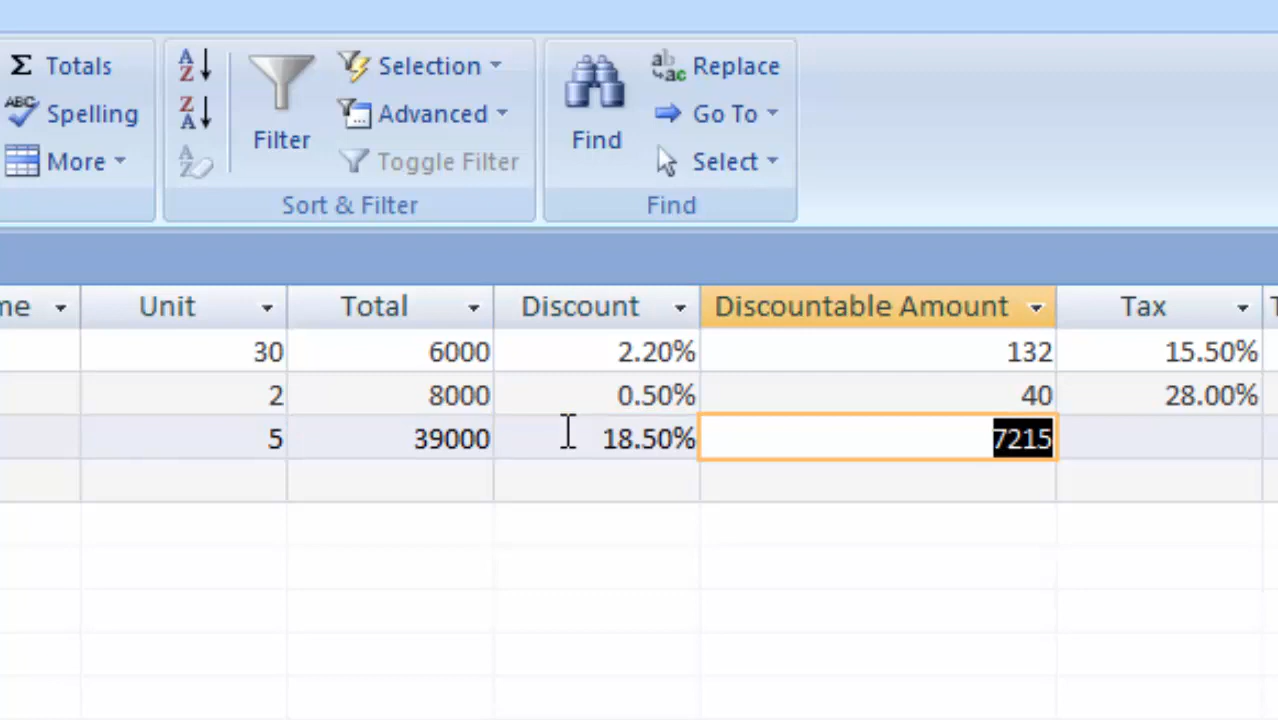 Σ Totals
Selection
Replace
Spelling
Advanced
Go To
Filter
Find
More
Toggle Filter
Select
Sort & Filter
Find
me Unit Total Discount Discountable Amount Tax T
30 6000 2.20% 132 15.50%
2 8000 0.50% 40 28.00%
5 39000 18.50% 7215